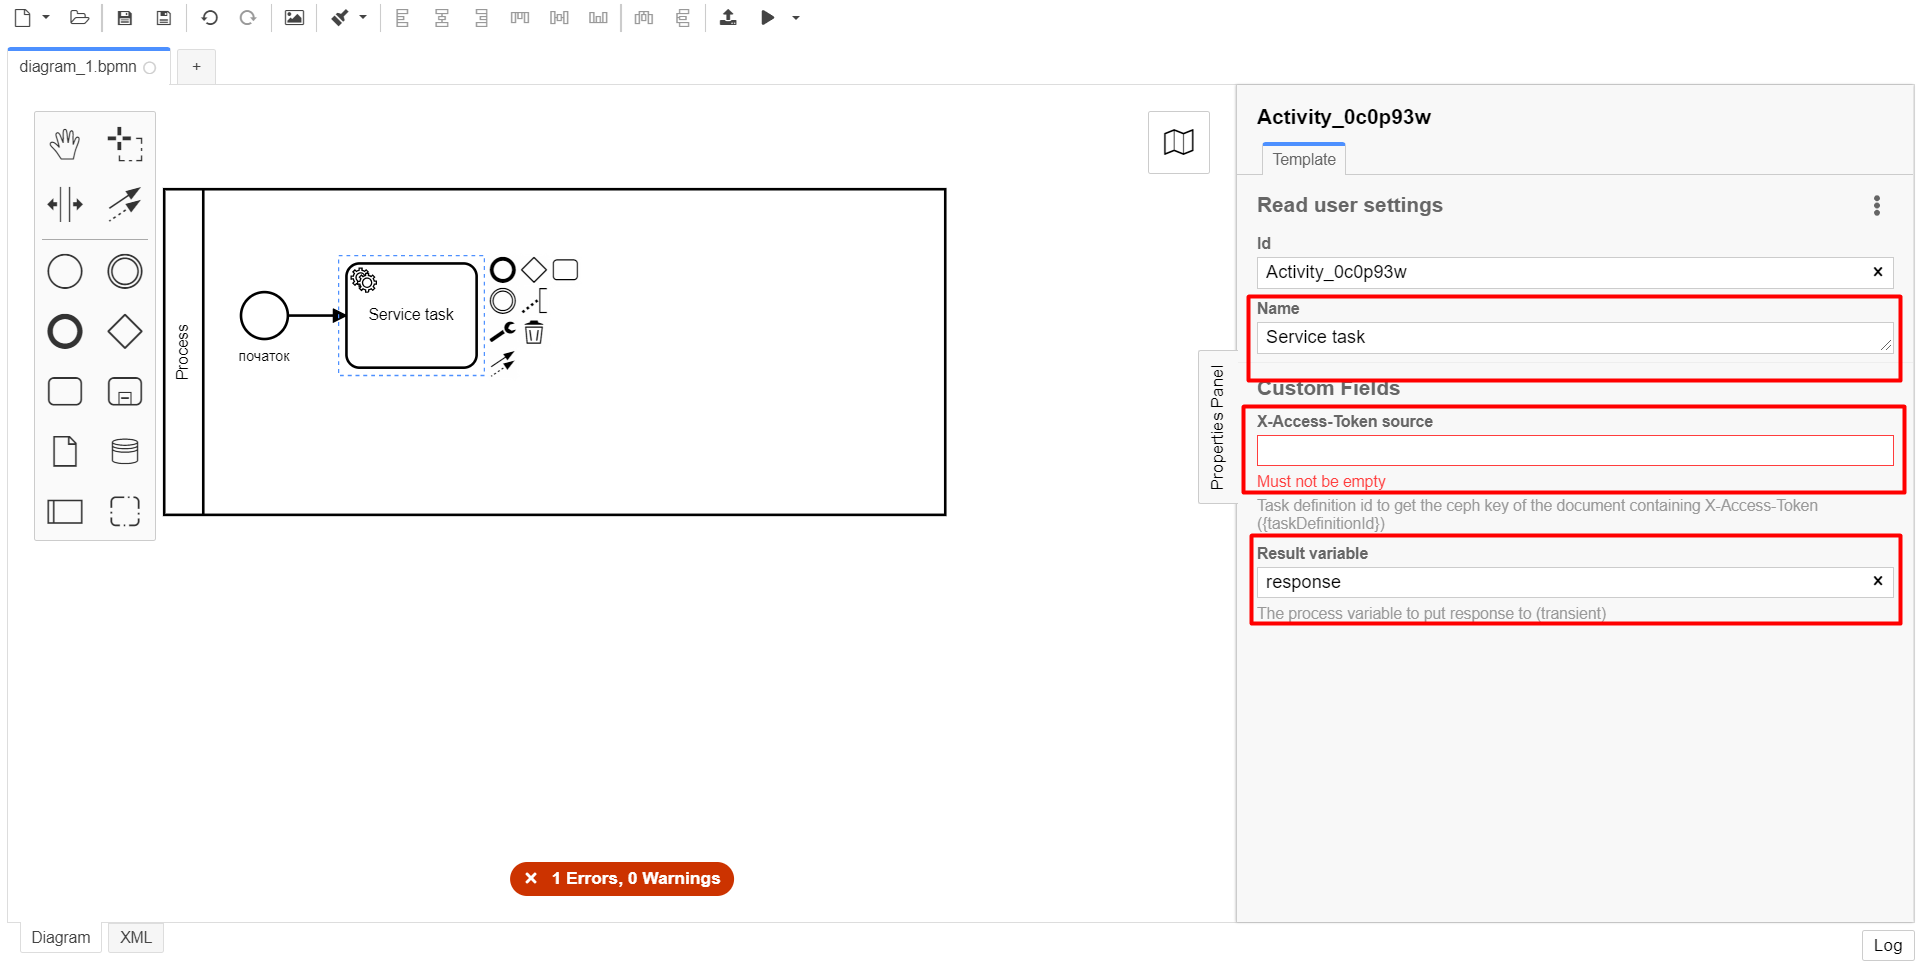 diagram_1.bpmn
+
Process
початок
Service task
Properties Panel
Activity_0c0p93w
Template
Read user settings
Id
Activity_0c0p93w
Name
Service task
Custom Fields
X-Access-Token source
Must not be empty
Task definition id to get the ceph key of the document containing X-Access-Token
({taskDefinitionId})
Result variable
response
The process variable to put response to (transient)
1 Errors, 0 Warnings
Diagram
XML
Log